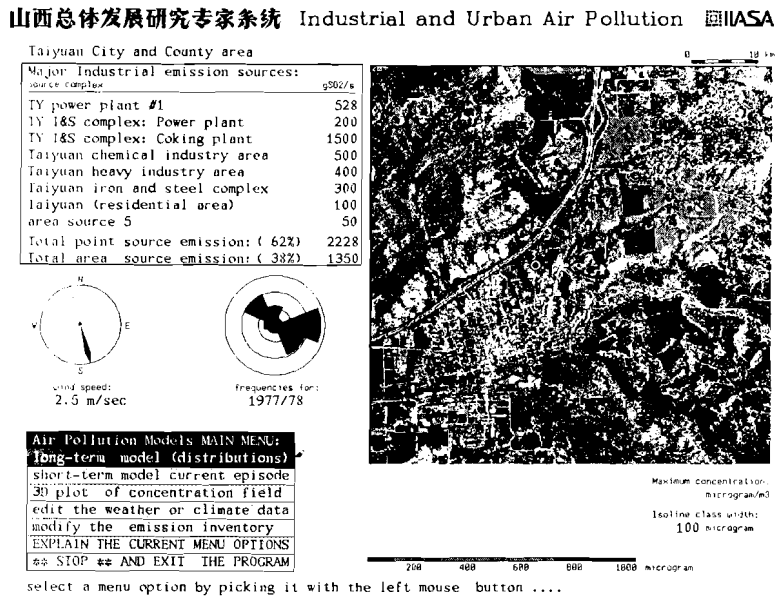 山西总体发展研究专家系统 Industrial and Urban Air Pollution IIASA
Taiyuan City and County area
0 10 km
Major Industrial emission sources:
source complex gSO2/s
TY power plant #1 528
TY I&S complex: Power plant 200
TY I&S complex: Coking plant 1500
Taiyuan chemical industry area 500
Taiyuan heavy industry area 400
Taiyuan iron and steel complex 300
Taiyuan (residential area) 100
area source 5 50
Total point source emission: ( 62%) 2228
Total area source emission: ( 38%) 1350
N
W E
S
wind speed:
2.5 m/sec
frequencies for:
1977/78
Air Pollution Models MAIN MENU:
long-term model (distributions)
short-term model current episode
3D plot of concentration field
edit the weather or climate data
modify the emission inventory
EXPLAIN THE CURRENT MENU OPTIONS
** STOP ** AND EXIT THE PROGRAM
Maximum concentration.
microgram/m3
Isoline class width:
100 microgram
200 400 600 800 1000 microgram
select a menu option by picking it with the left mouse button ....